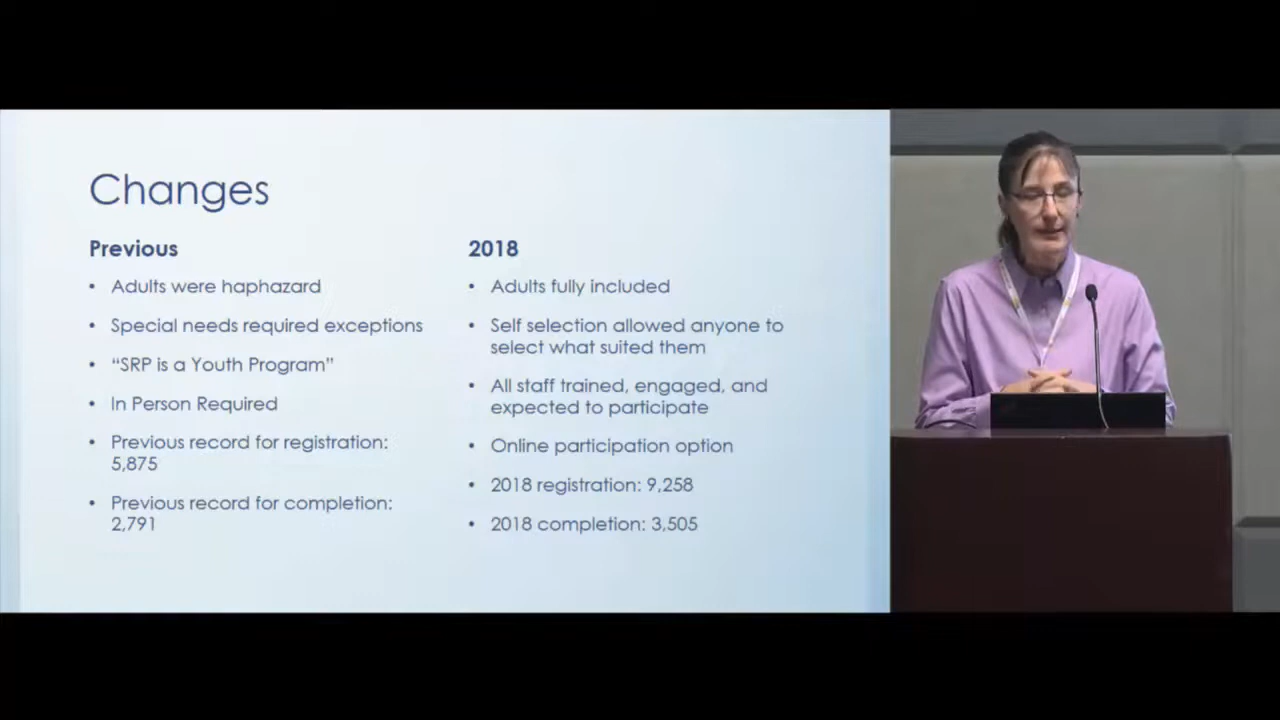 Changes
Previous
• Adults were haphazard
• Special needs required exceptions
• “SRP is a Youth Program”
• In Person Required
• Previous record for registration:
5,875
• Previous record for completion:
2,791
2018
• Adults fully included
• Self selection allowed anyone to
select what suited them
• All staff trained, engaged, and
expected to participate
• Online participation option
• 2018 registration: 9,258
• 2018 completion: 3,505